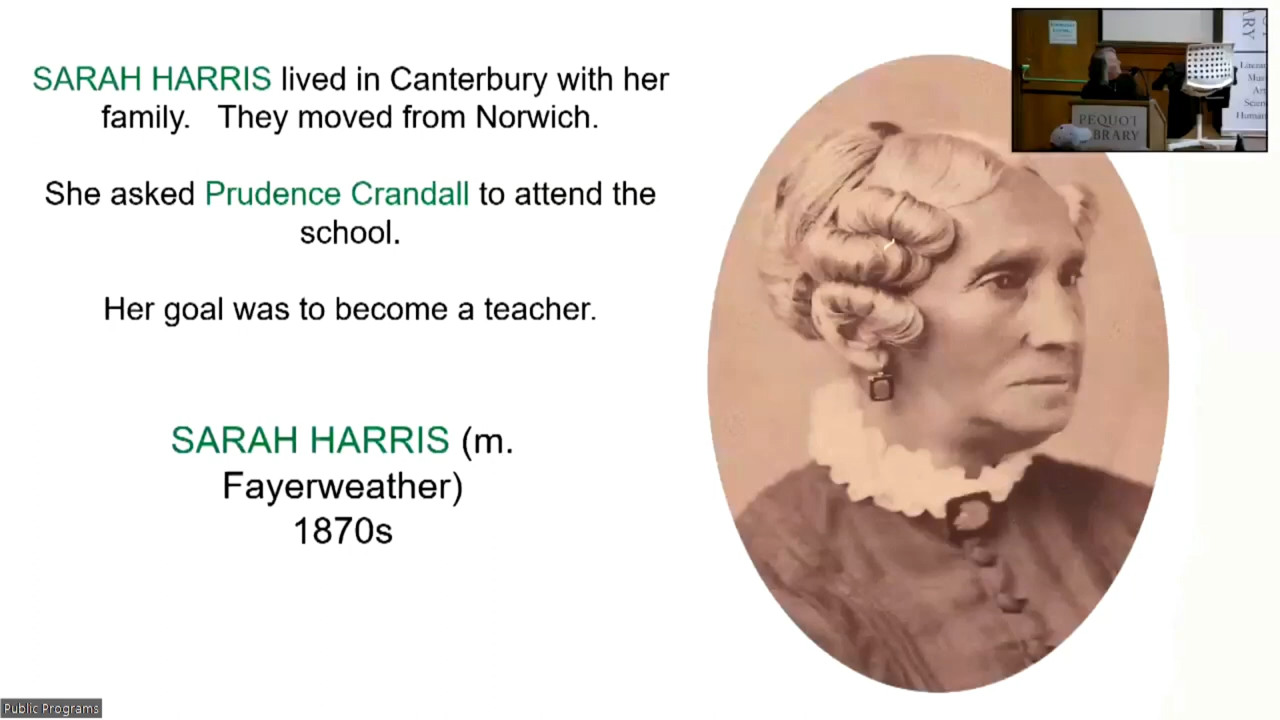 SARAH HARRIS lived in Canterbury with her
family. They moved from Norwich.
She asked Prudence Crandall to attend the
school.
Her goal was to become a teacher.
SARAH HARRIS (m.
Fayerweather)
1870s
PEQUOT
LIBRARY
Public Programs